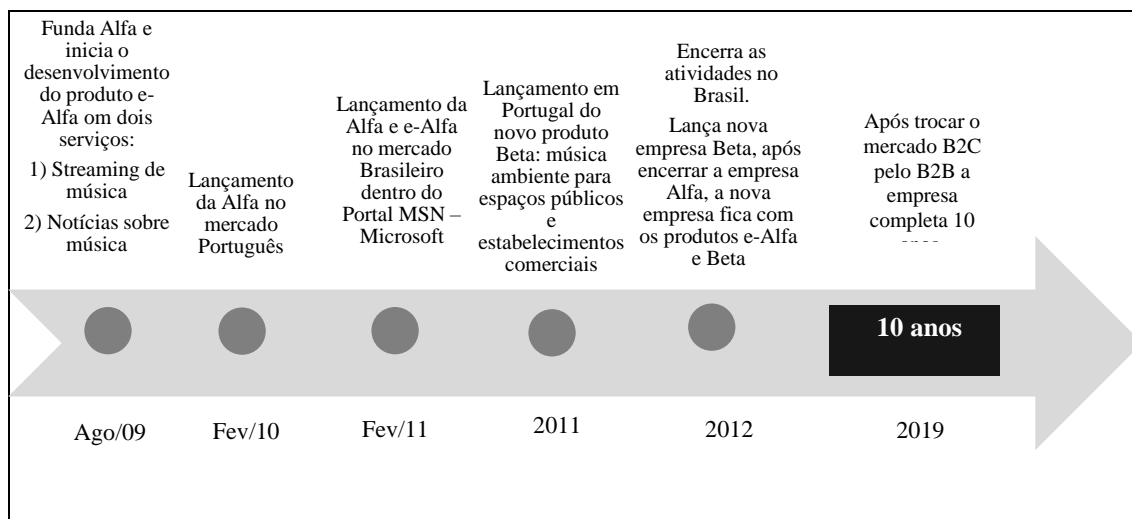 Funda Alfa e
inicia o
desenvolvimento
do produto e-
Alfa om dois
serviços:
1) Streaming de
música
2) Notícias sobre
música
Lançamento
da Alfa no
mercado
Português
Lançamento da
Alfa e e-Alfa
no mercado
Brasileiro
dentro do
Portal MSN –
Microsoft
Lançamento em
Portugal do
novo produto
Beta: música
ambiente para
espaços públicos
e
estabelecimentos
comerciais
Encerra as
atividades no
Brasil.
Lança nova
empresa Beta, após
encerrar a empresa
Alfa, a nova
empresa fica com
os produtos e-Alfa
e Beta
Após trocar o
mercado B2C
pelo B2B a
empresa
completa 10
10 anos
Ago/09
Fev/10
Fev/11
2011
2012
2019